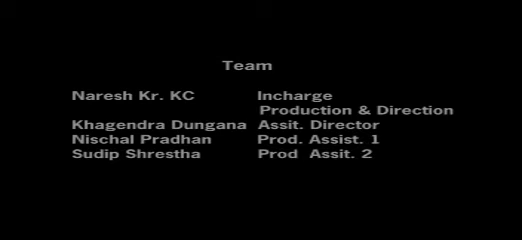 Team
Naresh Kr. KC Incharge
Production & Direction
Khagendra Dungana Assit. Director
Nischal Pradhan Prod. Assist. 1
Sudip Shrestha Prod Assit. 2